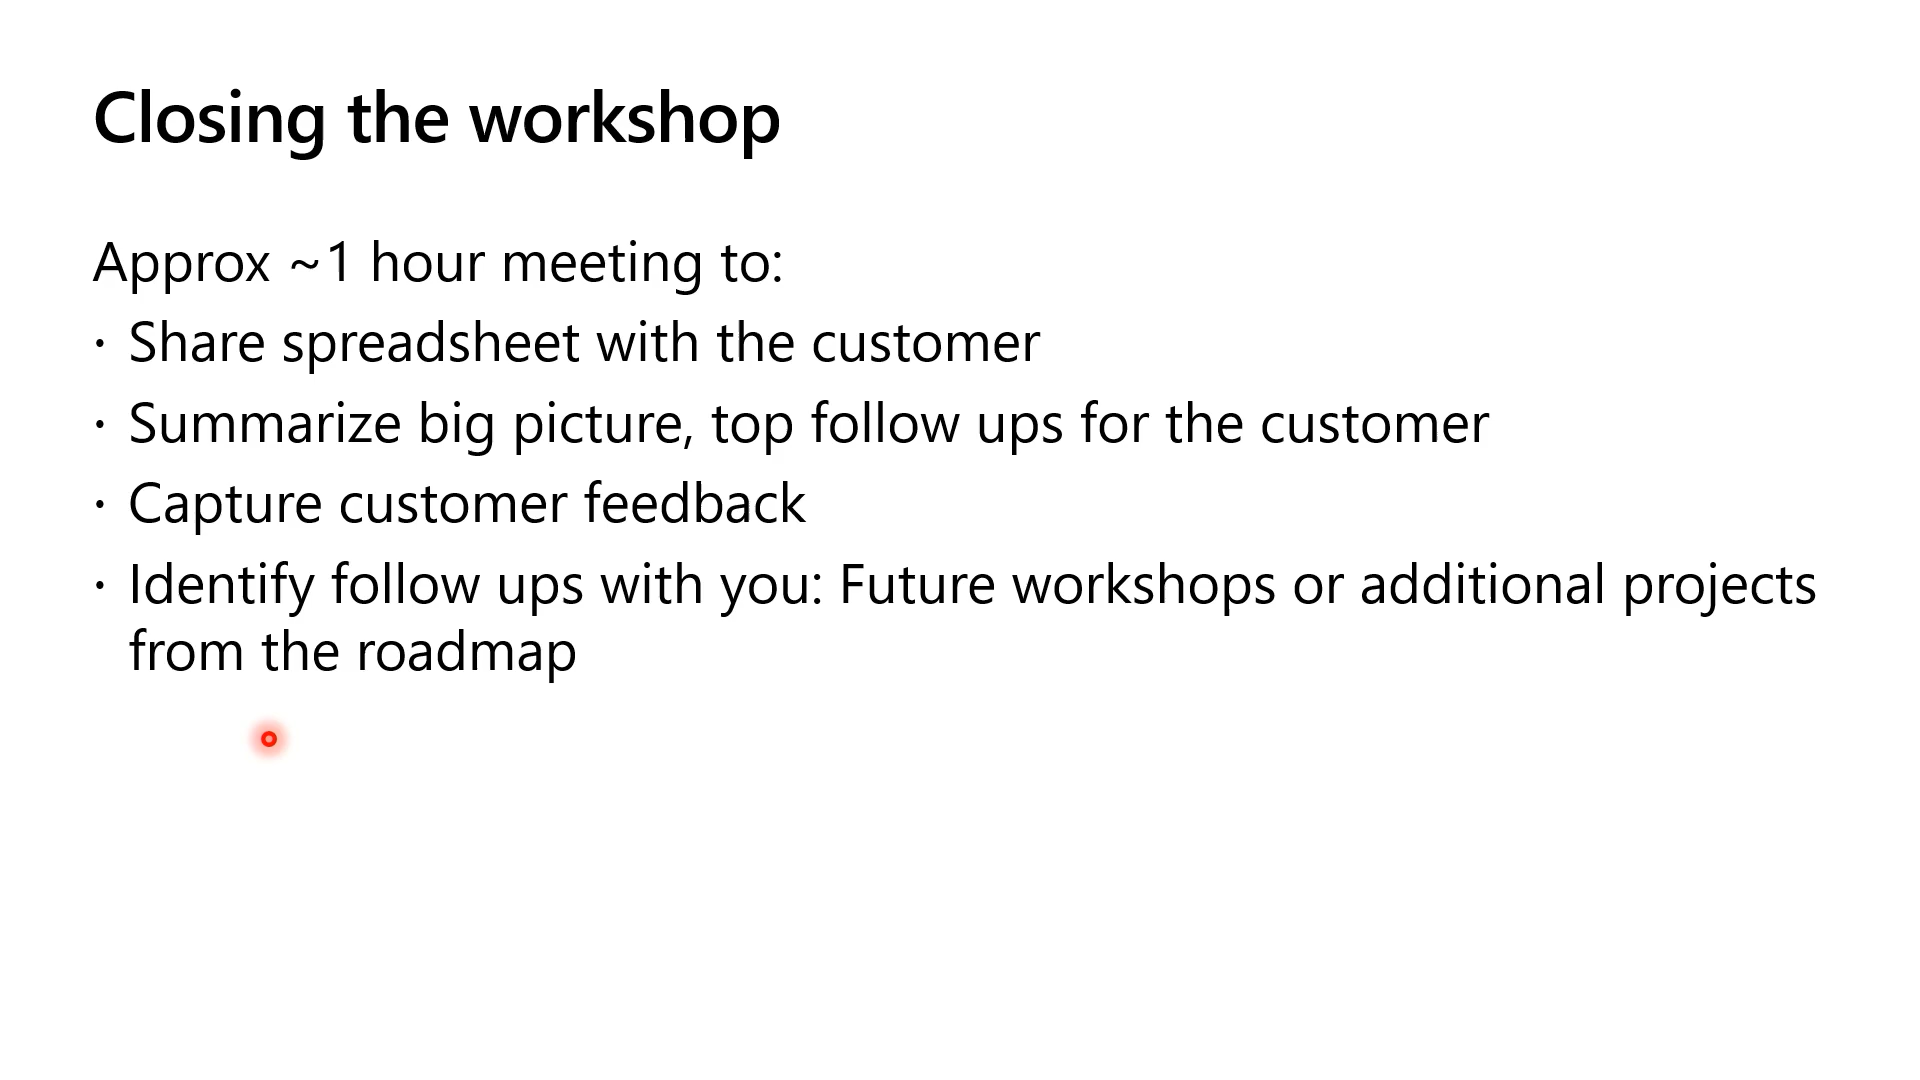 Closing the workshop
Approx ~1 hour meeting to:
· Share spreadsheet with the customer
· Summarize big picture, top follow ups for the customer
· Capture customer feedback
· Identify follow ups with you: Future workshops or additional projects
from the roadmap